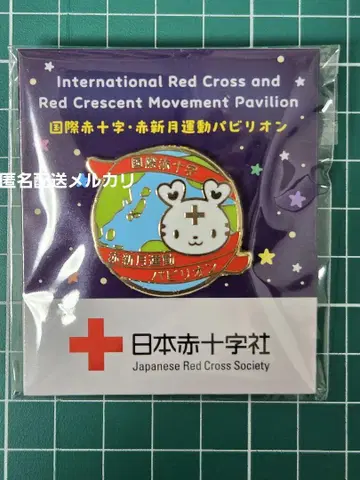 International Red Cross and
Red Crescent Movement Pavilion
国際赤十字・赤新月運動パビリオン
匿名配送メルカリ
国際赤十字
赤新月運動
パビリオン
日本赤十字社
Japanese Red Cross Society